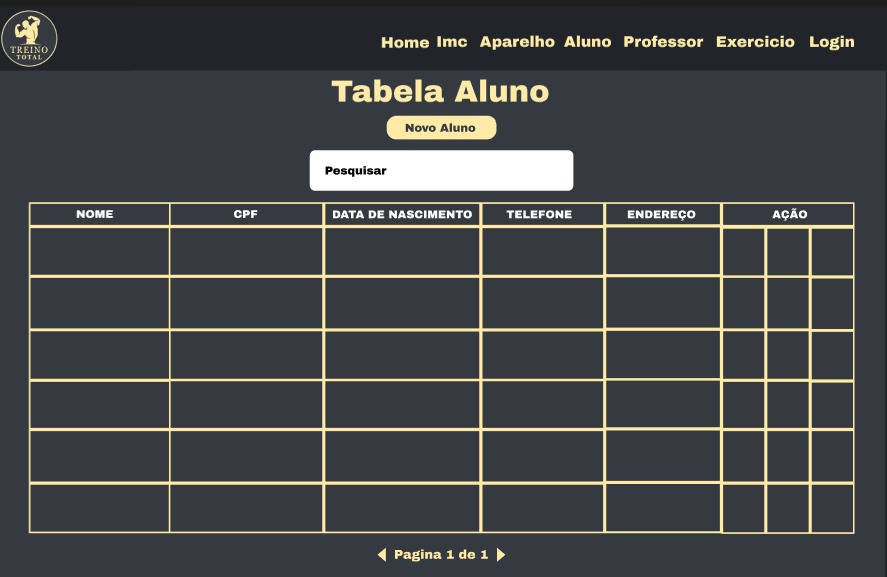 TREINO
TOTAL
Home Imc Aparelho Aluno Professor Exercicio Login
Tabela Aluno
Novo Aluno
Pesquisar
NOME CPF DATA DE NASCIMENTO TELEFONE ENDEREÇO AÇÃO
Pagina 1 de 1